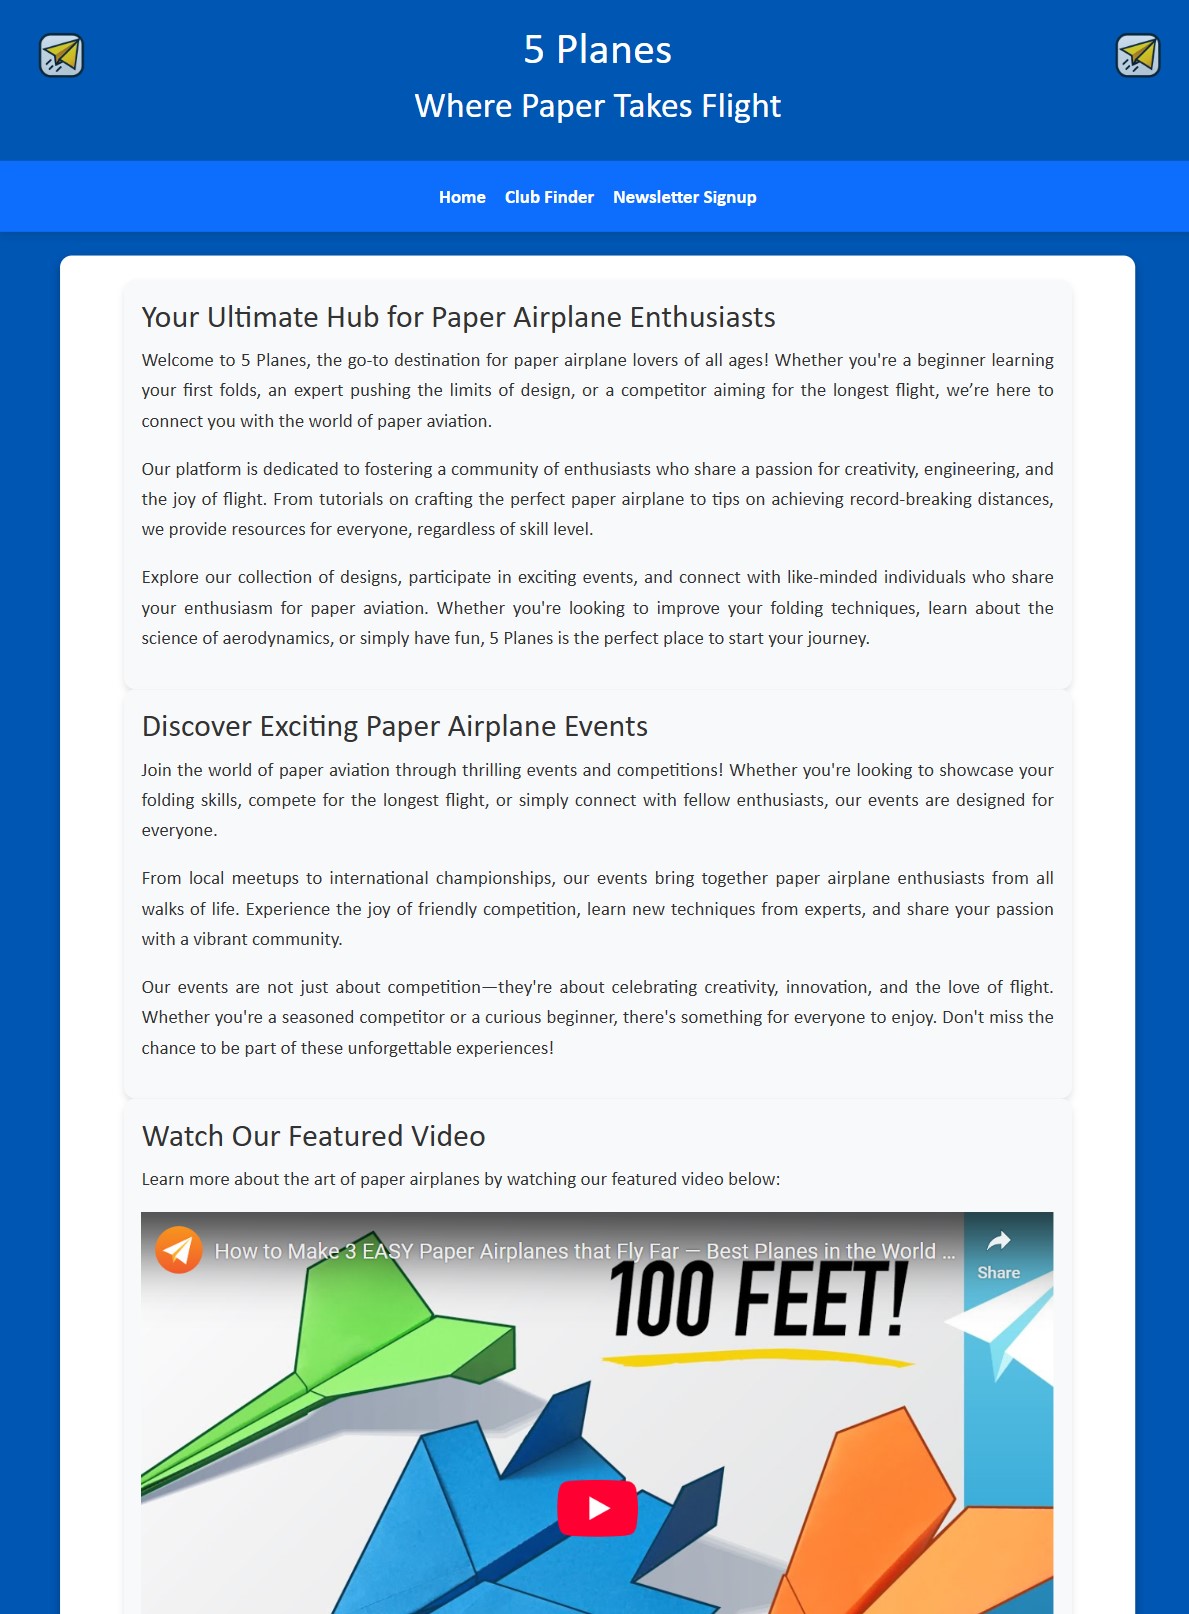 5 Planes
Where Paper Takes Flight
Home Club Finder Newsletter Signup
Your Ultimate Hub for Paper Airplane Enthusiasts
Welcome to 5 Planes, the go-to destination for paper airplane lovers of all ages! Whether you're a beginner learning
your first folds, an expert pushing the limits of design, or a competitor aiming for the longest flight, we’re here to
connect you with the world of paper aviation.
Our platform is dedicated to fostering a community of enthusiasts who share a passion for creativity, engineering, and
the joy of flight. From tutorials on crafting the perfect paper airplane to tips on achieving record-breaking distances,
we provide resources for everyone, regardless of skill level.
Explore our collection of designs, participate in exciting events, and connect with like-minded individuals who share
your enthusiasm for paper aviation. Whether you're looking to improve your folding techniques, learn about the
science of aerodynamics, or simply have fun, 5 Planes is the perfect place to start your journey.
Discover Exciting Paper Airplane Events
Join the world of paper aviation through thrilling events and competitions! Whether you're looking to showcase your
folding skills, compete for the longest flight, or simply connect with fellow enthusiasts, our events are designed for
everyone.
From local meetups to international championships, our events bring together paper airplane enthusiasts from all
walks of life. Experience the joy of friendly competition, learn new techniques from experts, and share your passion
with a vibrant community.
Our events are not just about competition—they're about celebrating creativity, innovation, and the love of flight.
Whether you're a seasoned competitor or a curious beginner, there's something for everyone to enjoy. Don't miss the
chance to be part of these unforgettable experiences!
Watch Our Featured Video
Learn more about the art of paper airplanes by watching our featured video below:
How to Make 3 EASY Paper Airplanes that Fly Far — Best Planes in the World ...
Share
100 FEET!